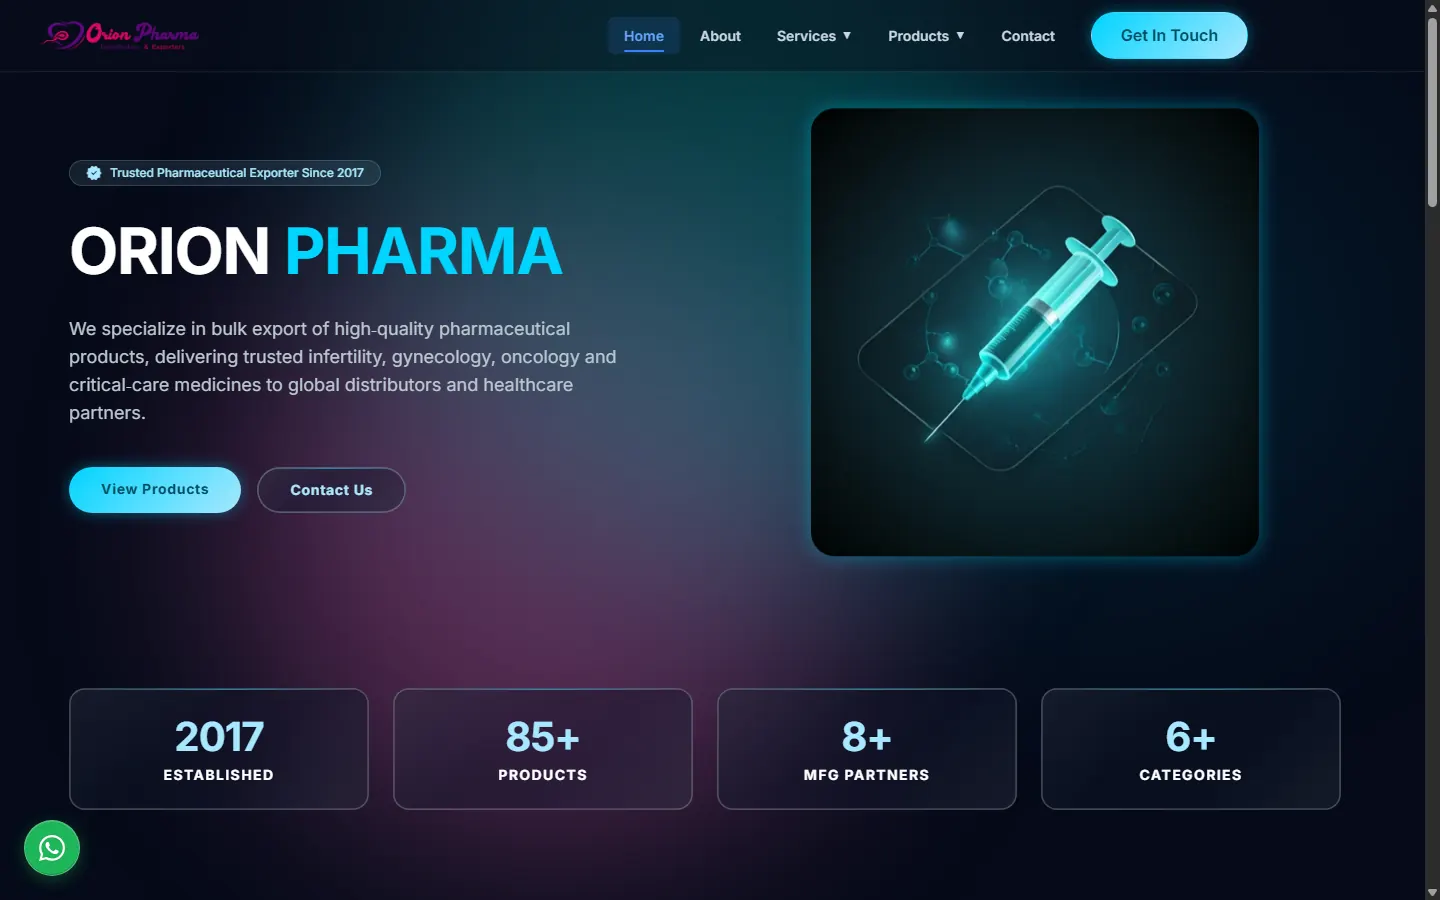 Orion Pharma
& Exporters
Home
About
Services ▼
Products ▼
Contact
Get In Touch
Trusted Pharmaceutical Exporter Since 2017
ORION PHARMA
We specialize in bulk export of high-quality pharmaceutical
products, delivering trusted infertility, gynecology, oncology and
critical-care medicines to global distributors and healthcare
partners.
View Products
Contact Us
2017
ESTABLISHED
85+
PRODUCTS
8+
MFG PARTNERS
6+
CATEGORIES